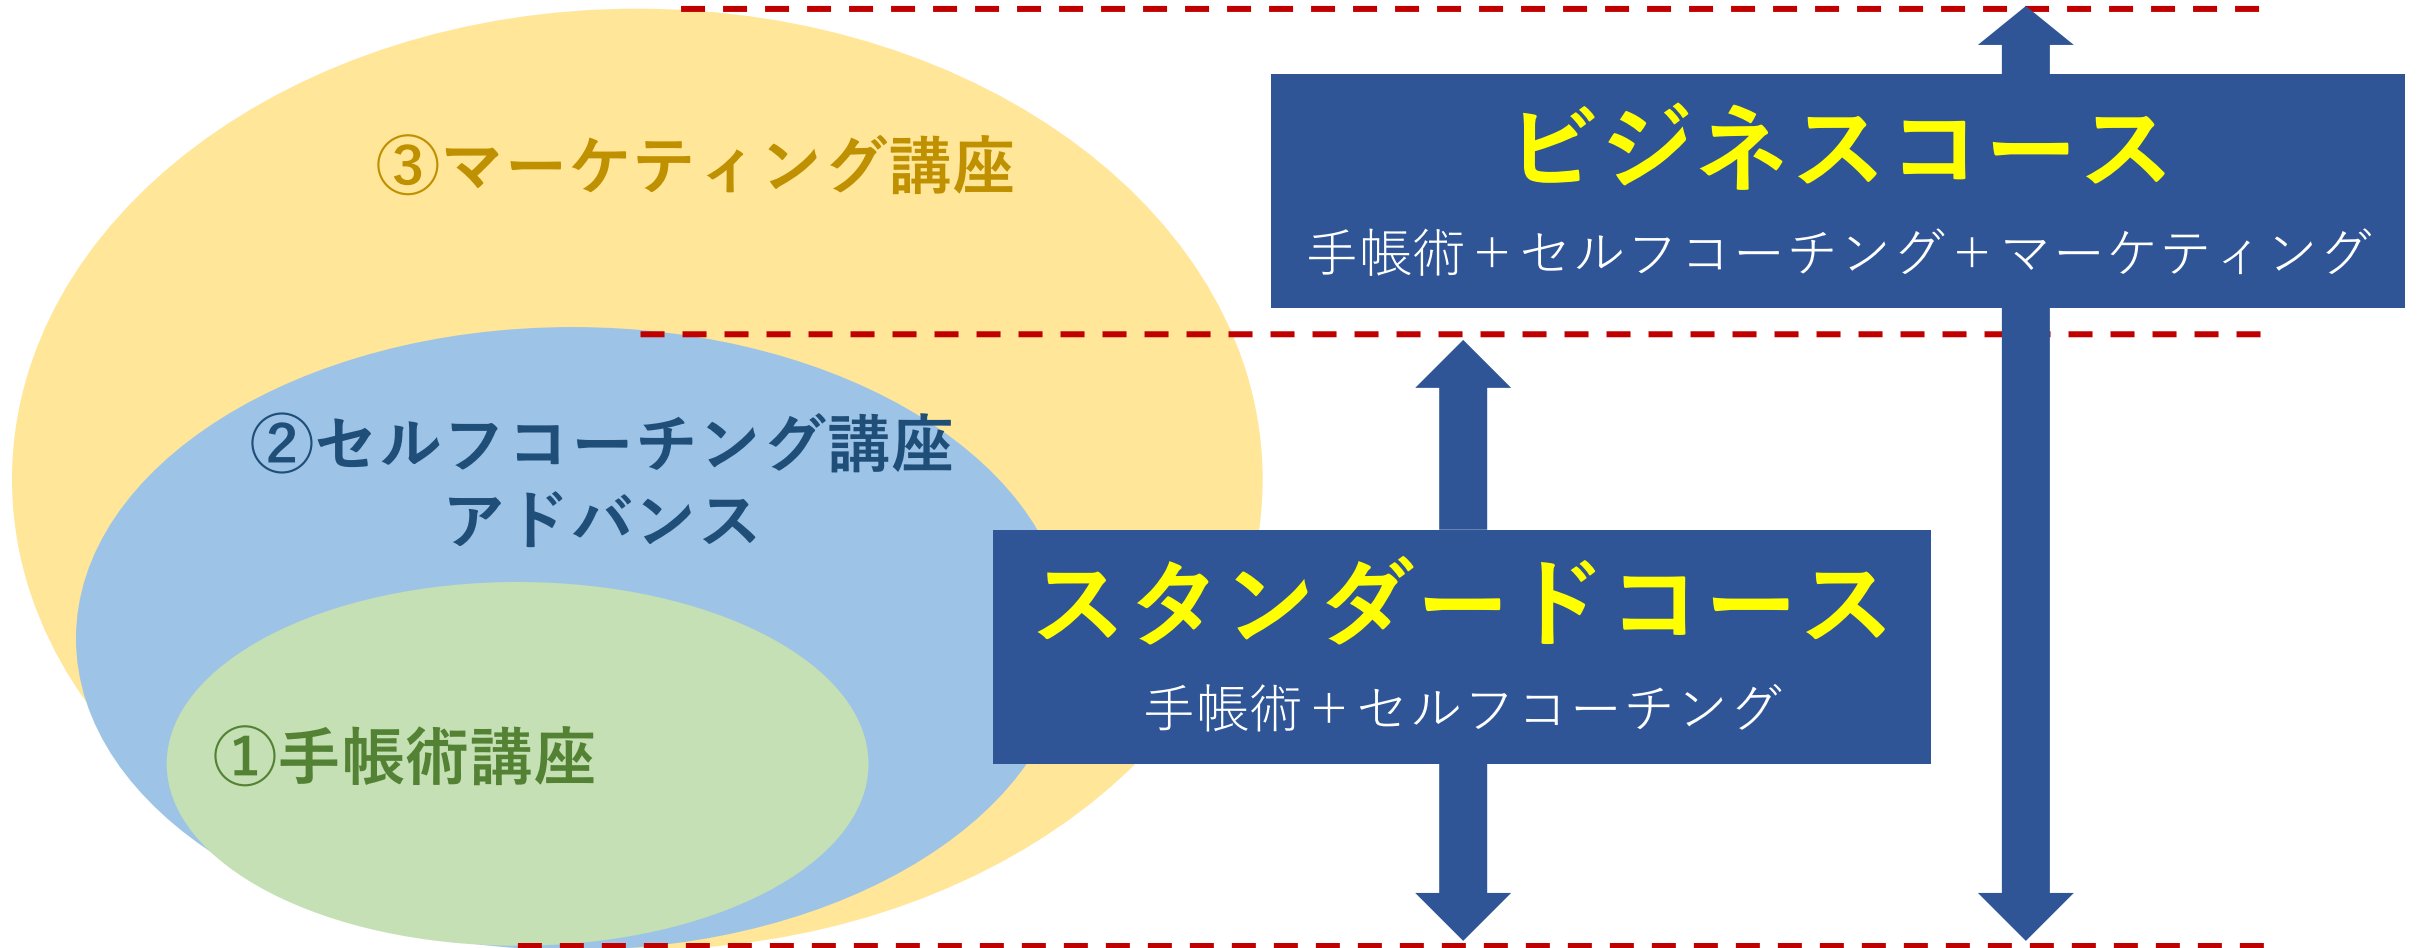 ③マーケティング講座
②セルフコーチング講座
アドバンス
①手帳術講座
ビジネスコース
手帳術＋セルフコーチング＋マーケティング
スタンダードコース
手帳術＋セルフコーチング